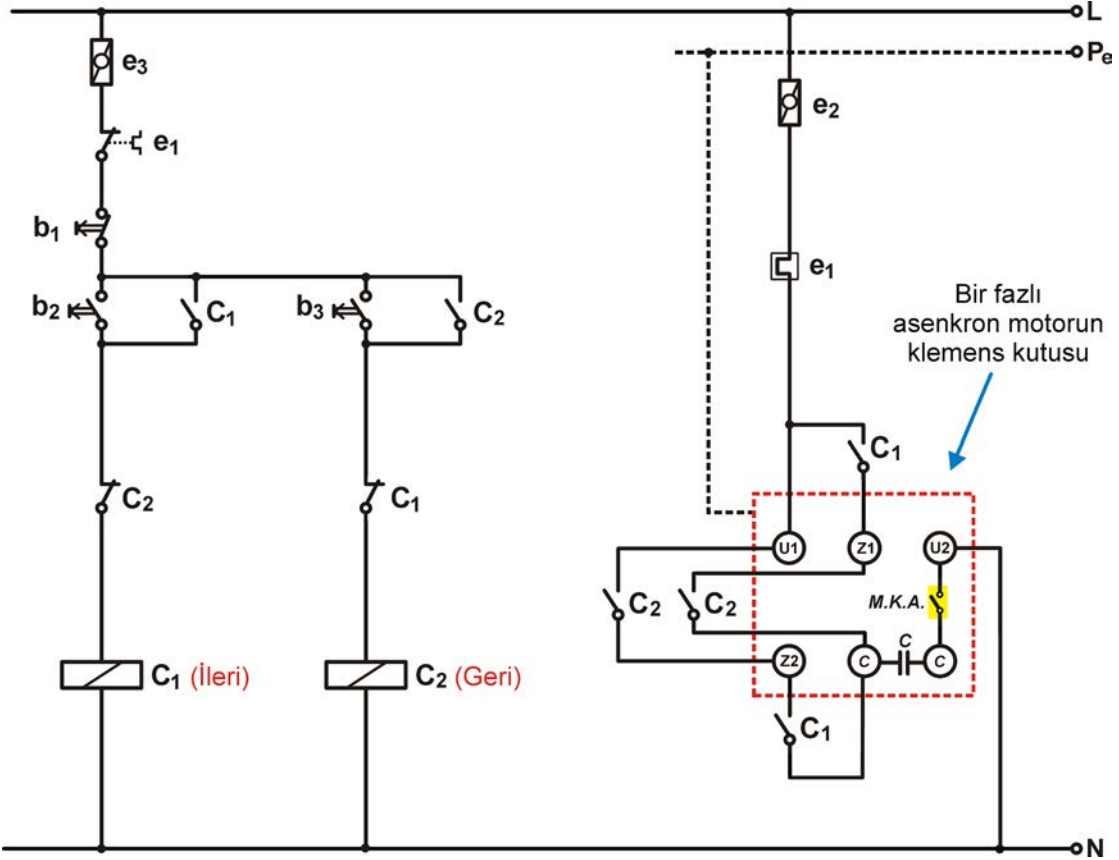 L
Pe
e3
e2
e1
b1
e1
b2
C1
b3
C2
Bir fazlı
asenkron motorun
klemens kutusu
C1
C2
C1
U1
Z1
U2
C2
C2
M.K.A.
C
C1 (İleri)
C2 (Geri)
Z2
C
C
C1
N